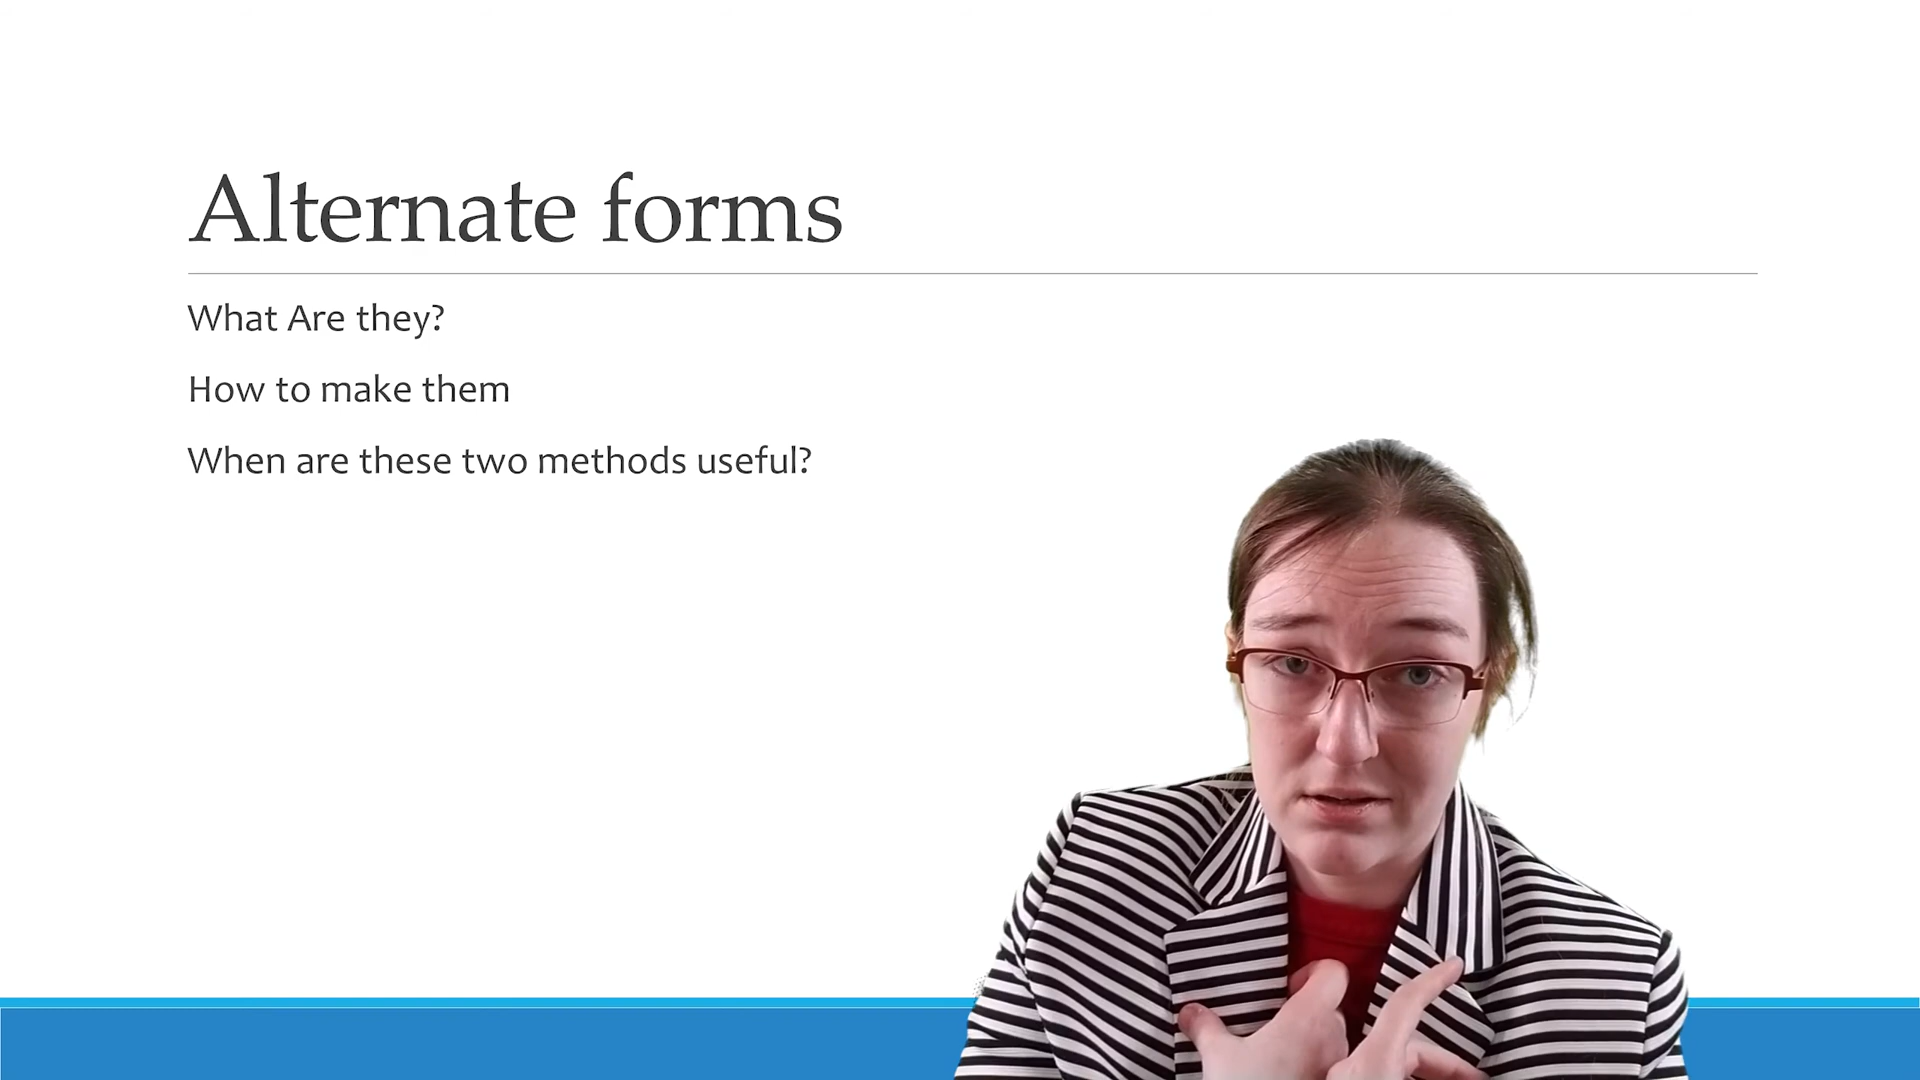 Alternate forms
What Are they?
How to make them
When are these two methods useful?